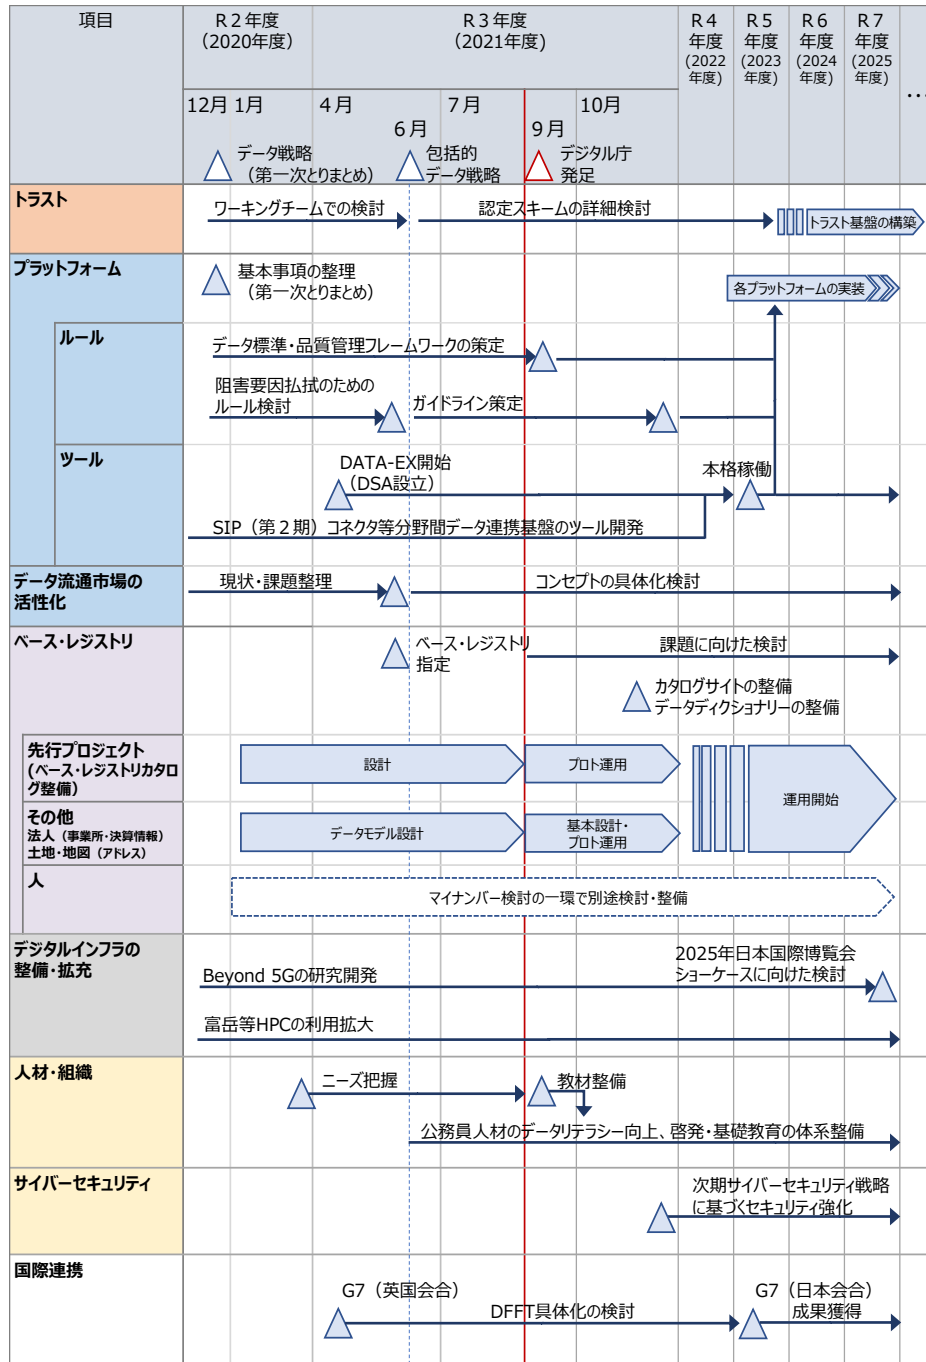 項目
R２年度
（2020年度）
R３年度
（2021年度）
R４
年度
(2022
年度)
R５
年度
(2023
年度)
R６
年度
(2024
年度)
R７
年度
(2025
年度)
…
12月
1月
４月
６月
７月
９月
10月
データ戦略
（第一次とりまとめ）
包括的
データ戦略
デジタル庁
発足
トラスト
ワーキングチームでの検討
認定スキームの詳細検討
トラスト基盤の構築
プラットフォーム
基本事項の整理
（第一次とりまとめ）
各プラットフォームの実装
ルール
データ標準・品質管理フレームワークの策定
阻害要因払拭のための
ルール検討
ガイドライン策定
ツール
DATA-EX開始
（DSA設立）
本格稼働
SIP（第２期）コネクタ等分野間データ連携基盤のツール開発
データ流通市場の
活性化
現状・課題整理
コンセプトの具体化検討
ベース・レジストリ
ベース・レジストリ
指定
課題に向けた検討
カタログサイトの整備
データディクショナリーの整備
先行プロジェクト
(ベース・レジストリカタロ
グ整備)
設計
プロト運用
運用開始
その他
法人（事業所・決算情報）
土地・地図（アドレス）
データモデル設計
基本設計・
プロト運用
人
マイナンバー検討の一環で別途検討・整備
デジタルインフラの
整備・拡充
Beyond 5Gの研究開発
2025年日本国際博覧会
ショーケースに向けた検討
富岳等HPCの利用拡大
人材・組織
ニーズ把握
教材整備
公務員人材のデータリテラシー向上、啓発・基礎教育の体系整備
サイバーセキュリティ
次期サイバーセキュリティ戦略
に基づくセキュリティ強化
国際連携
G7（英国会合）
DFFT具体化の検討
G7（日本会合）
成果獲得